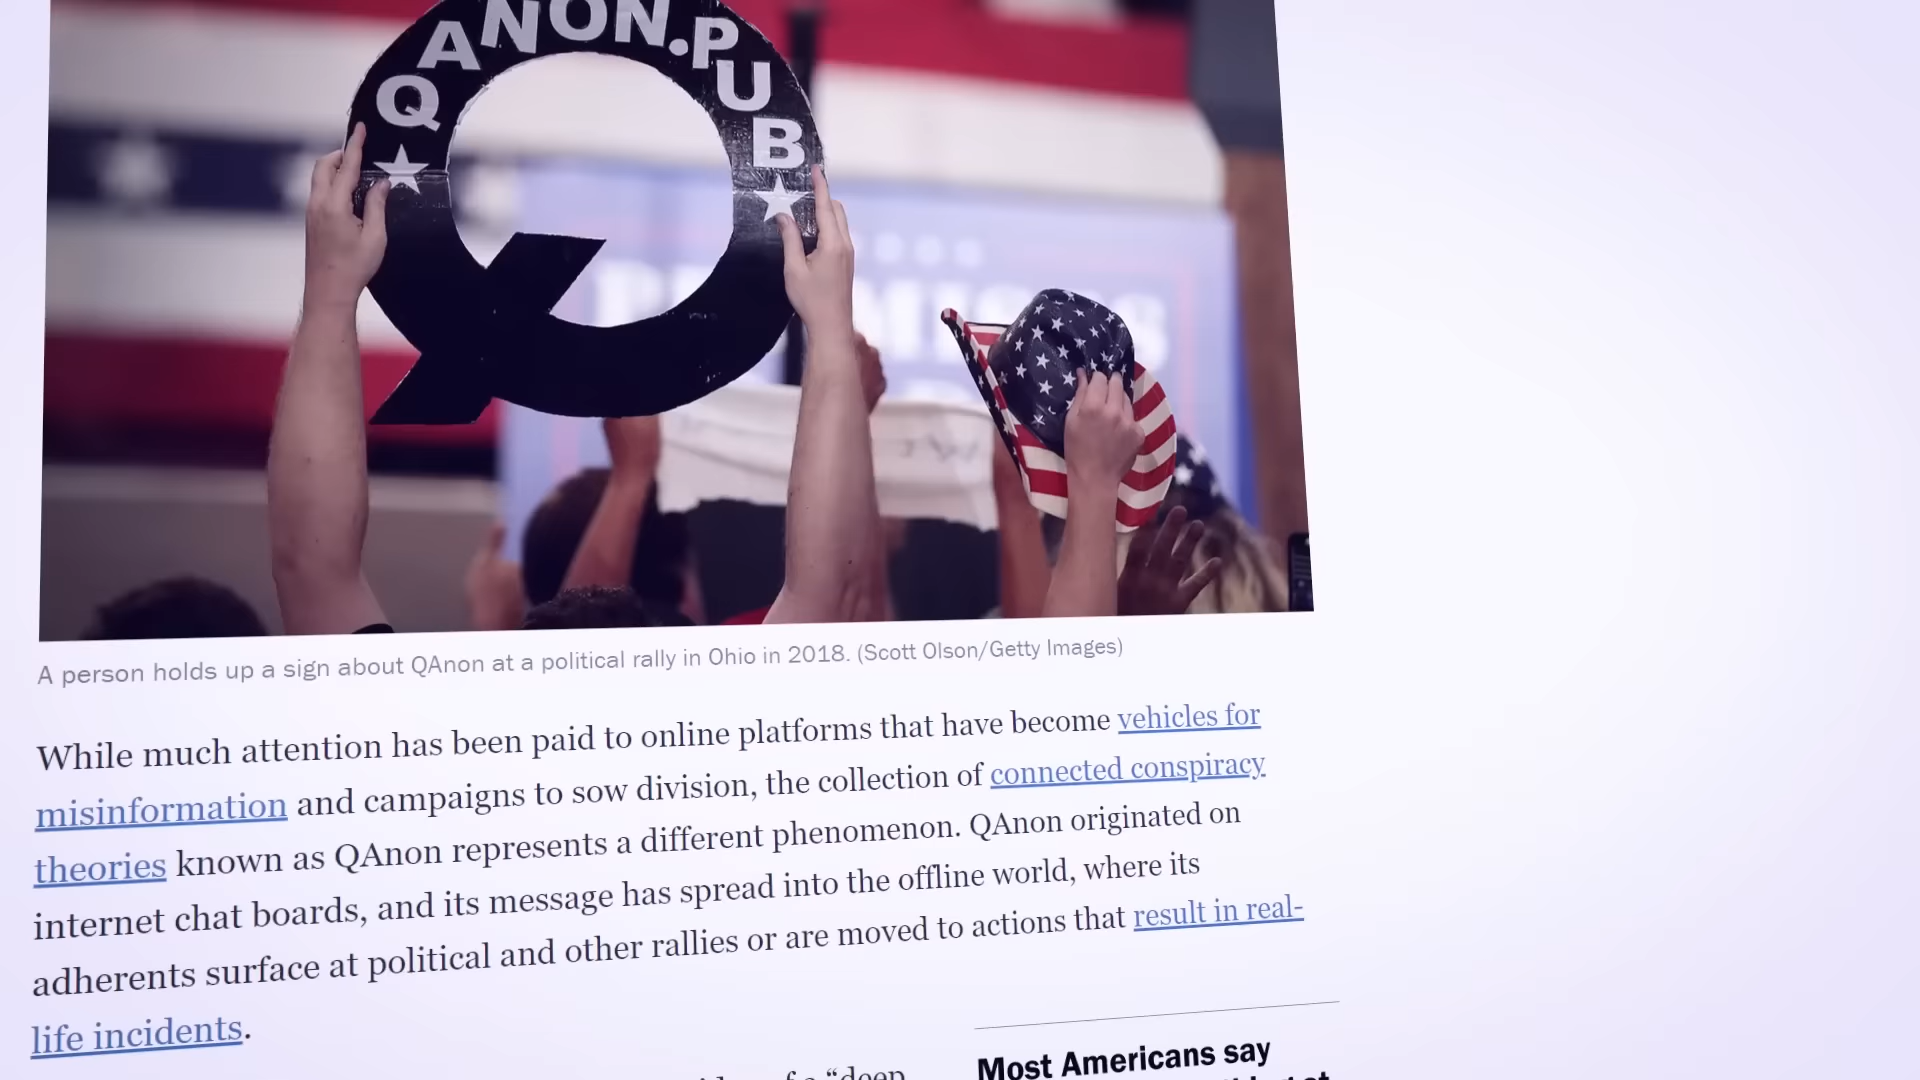 QANON.PUB
A person holds up a sign about QAnon at a political rally in Ohio in 2018. (Scott Olson/Getty Images)
While much attention has been paid to online platforms that have become vehicles for
misinformation and campaigns to sow division, the collection of connected conspiracy
theories known as QAnon represents a different phenomenon. QAnon originated on
internet chat boards, and its message has spread into the offline world, where its
adherents surface at political and other rallies or are moved to actions that result in real-
life incidents.
“deep
Most Americans say